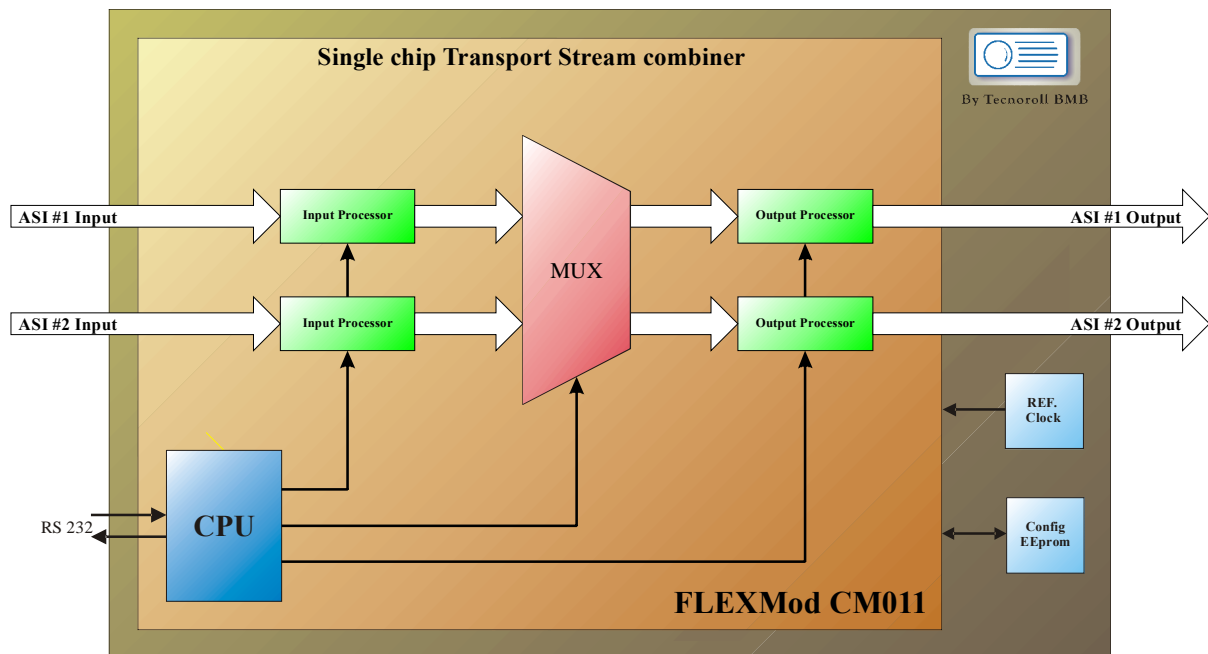 Single chip Transport Stream combiner
By Tecnoroll BMB
ASI #1 Input
Input Processor
Output Processor
ASI #1 Output
MUX
ASI #2 Input
Input Processor
Output Processor
ASI #2 Output
REF.
Clock
CPU
RS 232
Config
EEprom
FLEXMod CM011